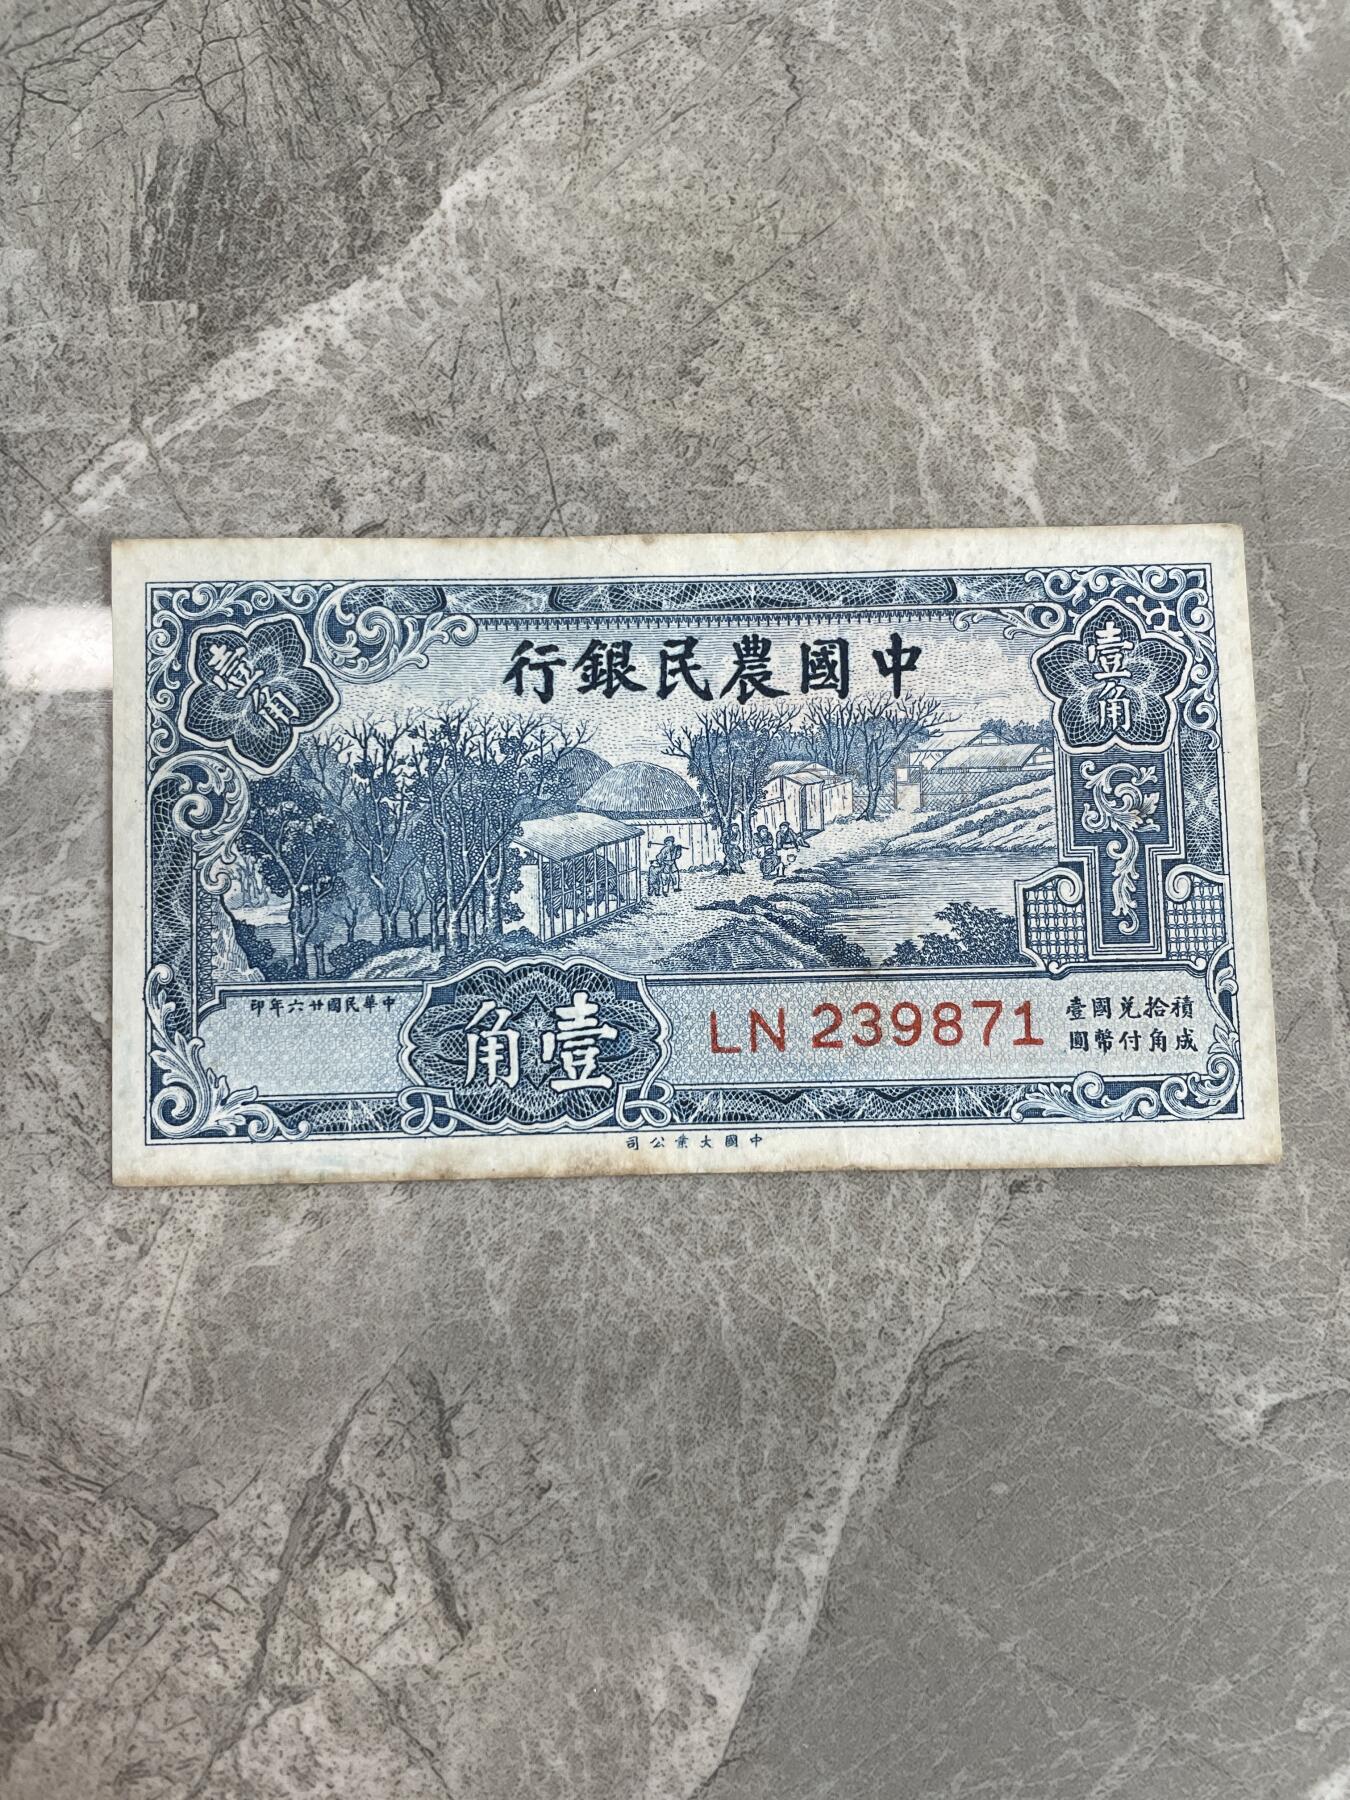 中國農民銀行
壹角
壹角
中華民國廿六年印
壹角
LN 239871
積拾兑國壹
成角付幣圓
中國大業公司